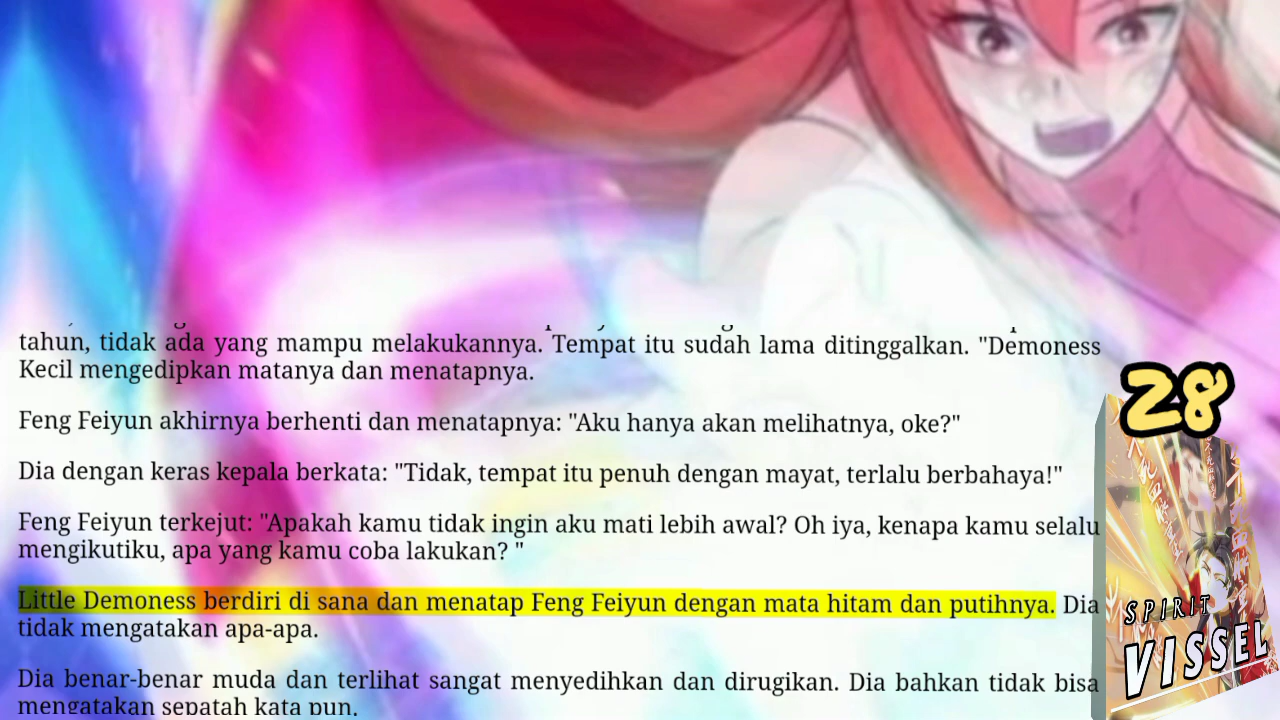 tahun, tidak ada yang mampu melakukannya. Tempat itu sudah lama ditinggalkan. "Demoness
Kecil mengedipkan matanya dan menatapnya.
Feng Feiyun akhirnya berhenti dan menatapnya: "Aku hanya akan melihatnya, oke?"
Dia dengan keras kepala berkata: "Tidak, tempat itu penuh dengan mayat, terlalu berbahaya!"
Feng Feiyun terkejut: "Apakah kamu tidak ingin aku mati lebih awal? Oh iya, kenapa kamu selalu
mengikutiku, apa yang kamu coba lakukan? "
Little Demoness berdiri di sana dan menatap Feng Feiyun dengan mata hitam dan putihnya. Dia
tidak mengatakan apa-apa.
Dia benar-benar muda dan terlihat sangat menyedihkan dan dirugikan. Dia bahkan tidak bisa
mengatakan sepatah kata pun.
28
SPIRIT
VISSEL